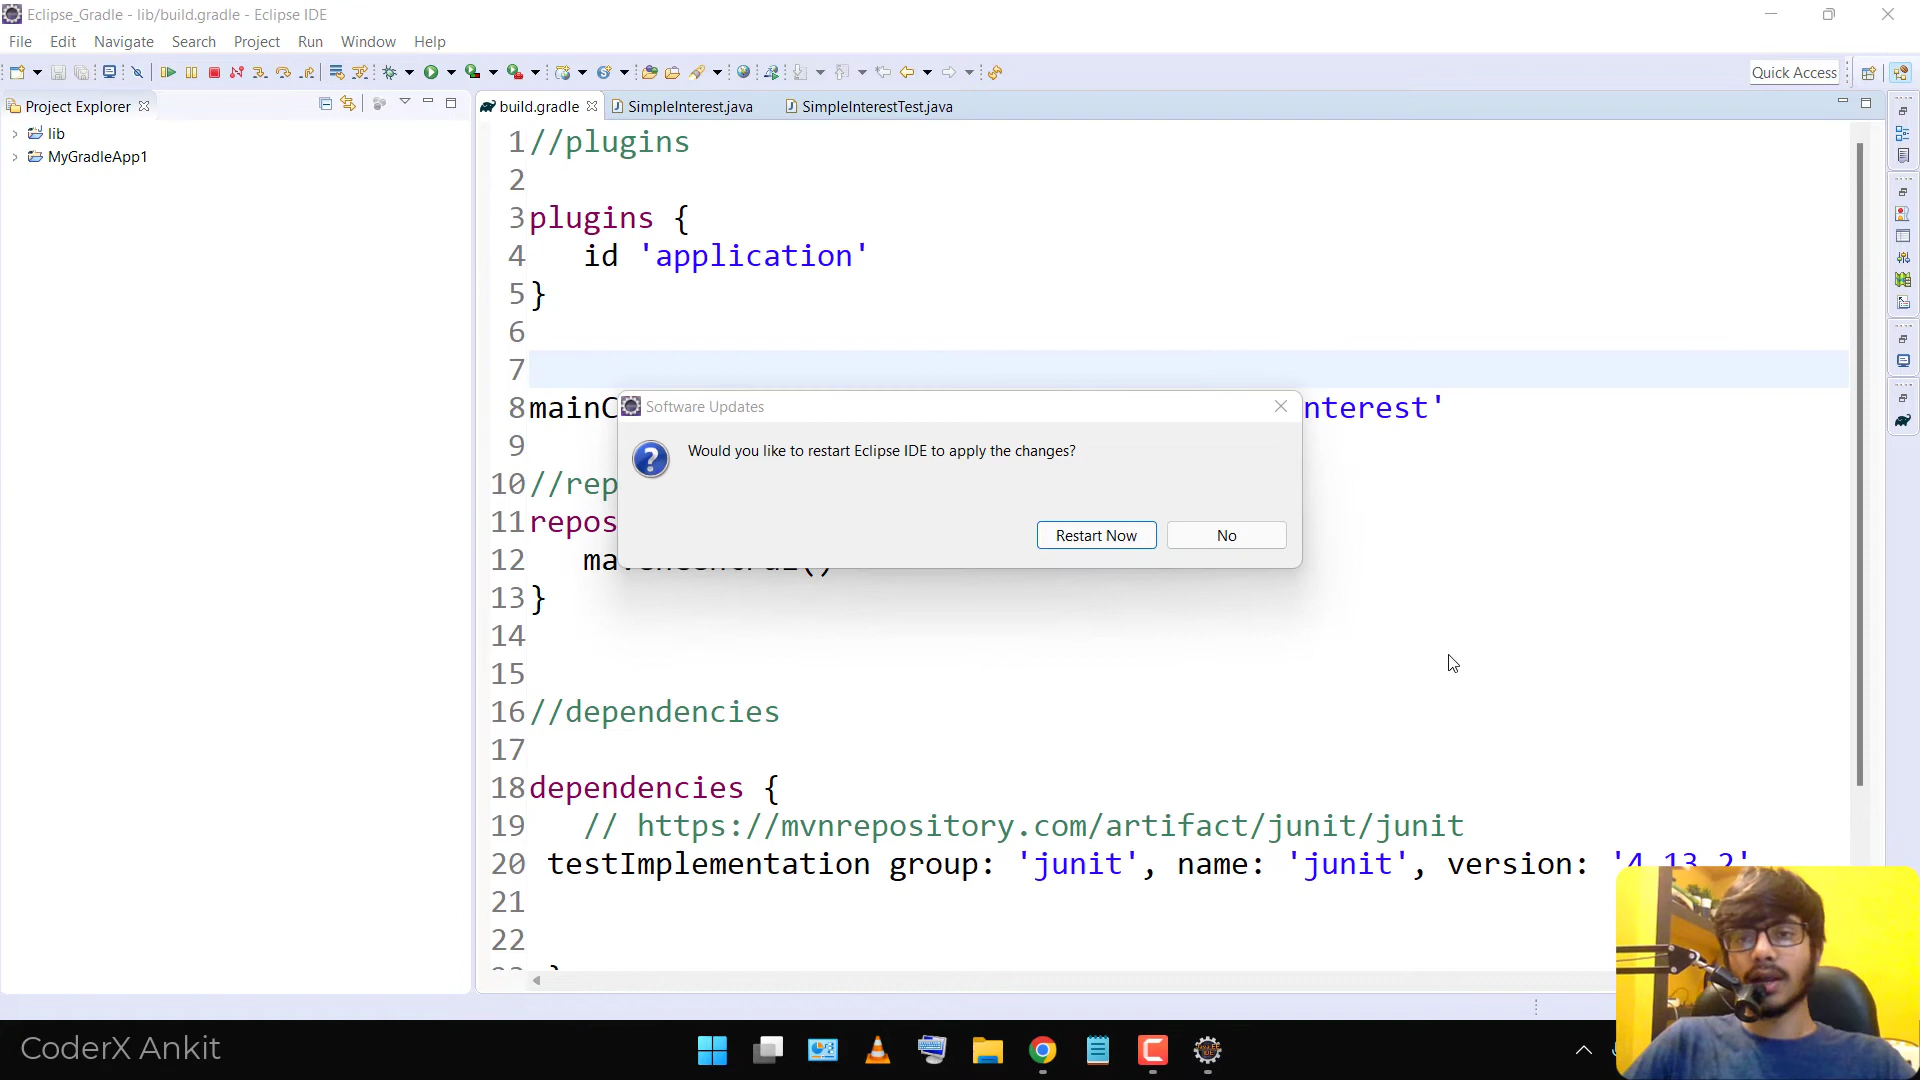 Eclipse_Gradle - lib/build.gradle - Eclipse IDE
File Edit Navigate Search Project Run Window Help
Quick Access
Project Explorer
build.gradle
SimpleInterest.java
SimpleInterestTest.java
lib
MyGradleApp1
1 //plugins
2
3 plugins {
4 id 'application'
5 }
6
7
8 mainC nterest'
9
10 //rep
11 repos
12 ma
13 }
14
15
16 //dependencies
17
18 dependencies {
19 // https://mvnrepository.com/artifact/junit/junit
20 testImplementation group: 'junit', name: 'junit', version: '4.13.2'
21
22
Software Updates
Would you like to restart Eclipse IDE to apply the changes?
Restart Now
No
CoderX Ankit